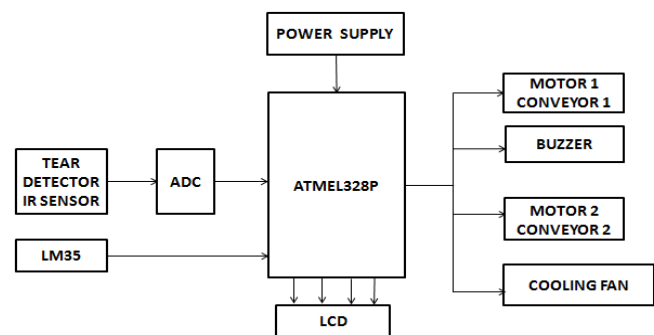 POWER SUPPLY
MOTOR 1
CONVEYOR 1
BUZZER
TEAR
DETECTOR
IR SENSOR
ADC
ATMEL328P
MOTOR 2
CONVEYOR 2
LM35
COOLING FAN
LCD